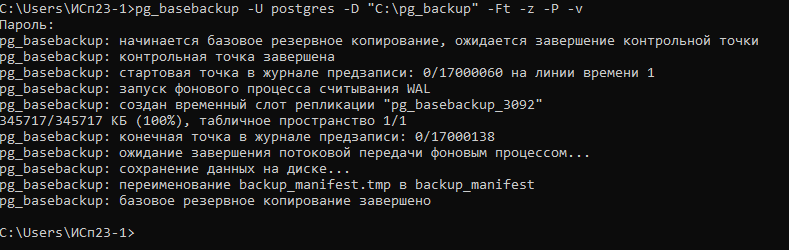 C:\Users\ИСп23-1>pg_basebackup -U postgres -D "C:\pg_backup" -Ft -z -P -v
Пароль:
pg_basebackup: начинается базовое резервное копирование, ожидается завершение контрольной точки
pg_basebackup: контрольная точка завершена
pg_basebackup: стартовая точка в журнале предзаписи: 0/17000060 на линии времени 1
pg_basebackup: запуск фонового процесса считывания WAL
pg_basebackup: создан временный слот репликации "pg_basebackup_3092"
345717/345717 КБ (100%), табличное пространство 1/1
pg_basebackup: конечная точка в журнале предзаписи: 0/17000138
pg_basebackup: ожидание завершения потоковой передачи фоновым процессом...
pg_basebackup: сохранение данных на диске...
pg_basebackup: переименование backup_manifest.tmp в backup_manifest
pg_basebackup: базовое резервное копирование завершено
C:\Users\ИСп23-1>